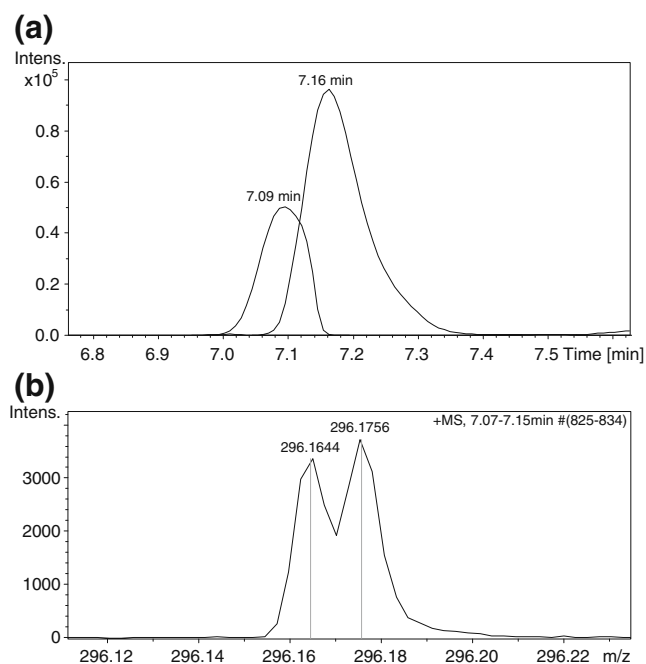 (a)
Intens.
x10⁵
7.16 min
0.8
0.6
7.09 min
0.4
0.2
0.0
6.8 6.9 7.0 7.1 7.2 7.3 7.4 7.5 Time [min]
(b)
Intens.
+MS, 7.07-7.15min #(825-834)
296.1756
296.1644
3000
2000
1000
0
296.12 296.14 296.16 296.18 296.20 296.22 m/z